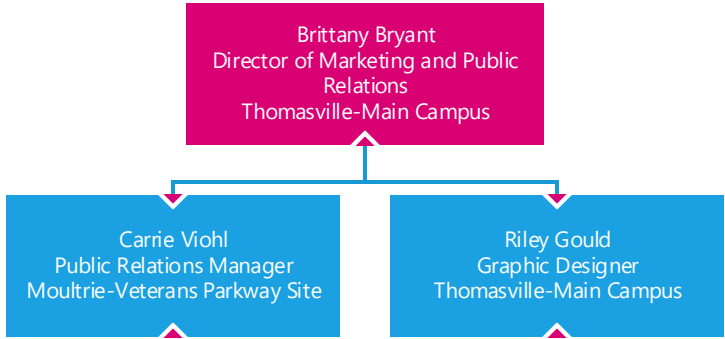 Brittany Bryant
Director of Marketing and Public
Relations
Thomasville-Main Campus
Carrie Viohl
Public Relations Manager
Moultrie-Veterans Parkway Site
Riley Gould
Graphic Designer
Thomasville-Main Campus